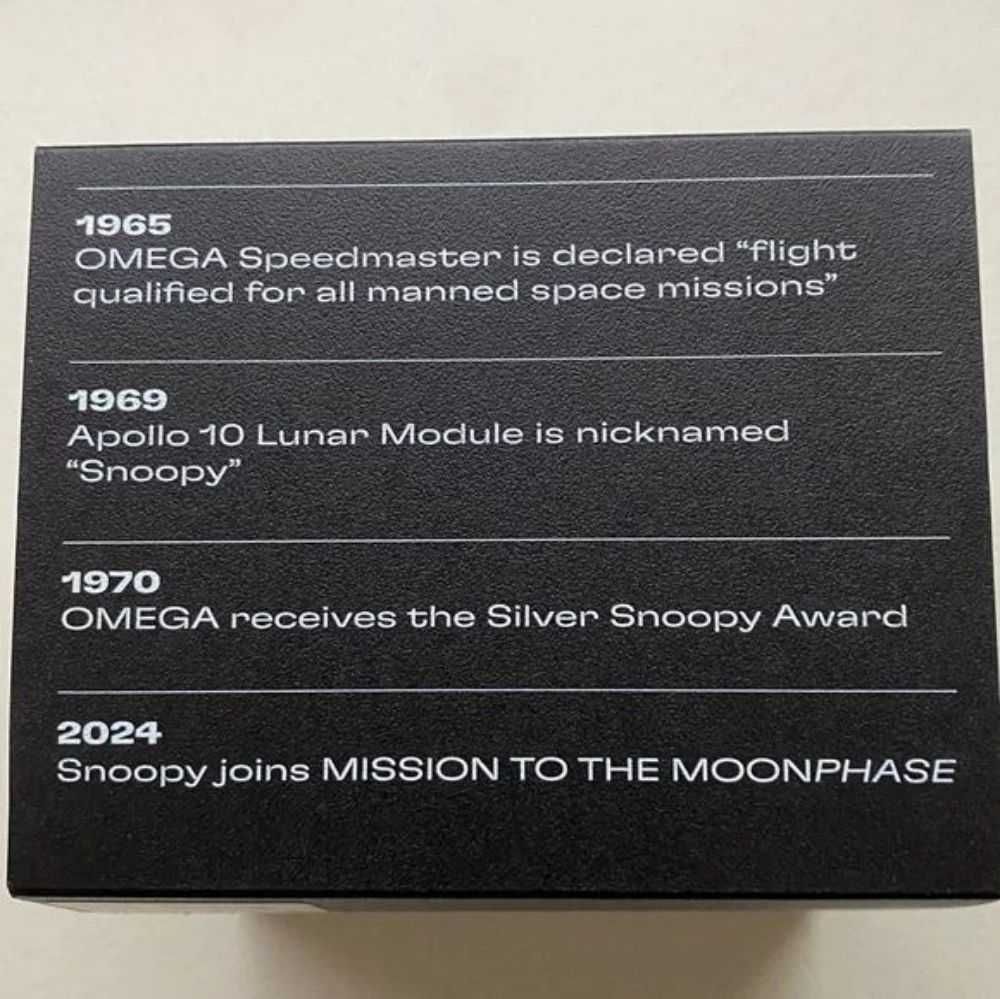 1965
OMEGA Speedmaster is declared “flight
qualified for all manned space missions”
1969
Apollo 10 Lunar Module is nicknamed
“Snoopy”
1970
OMEGA receives the Silver Snoopy Award
2024
Snoopy joins MISSION TO THE MOONPHASE